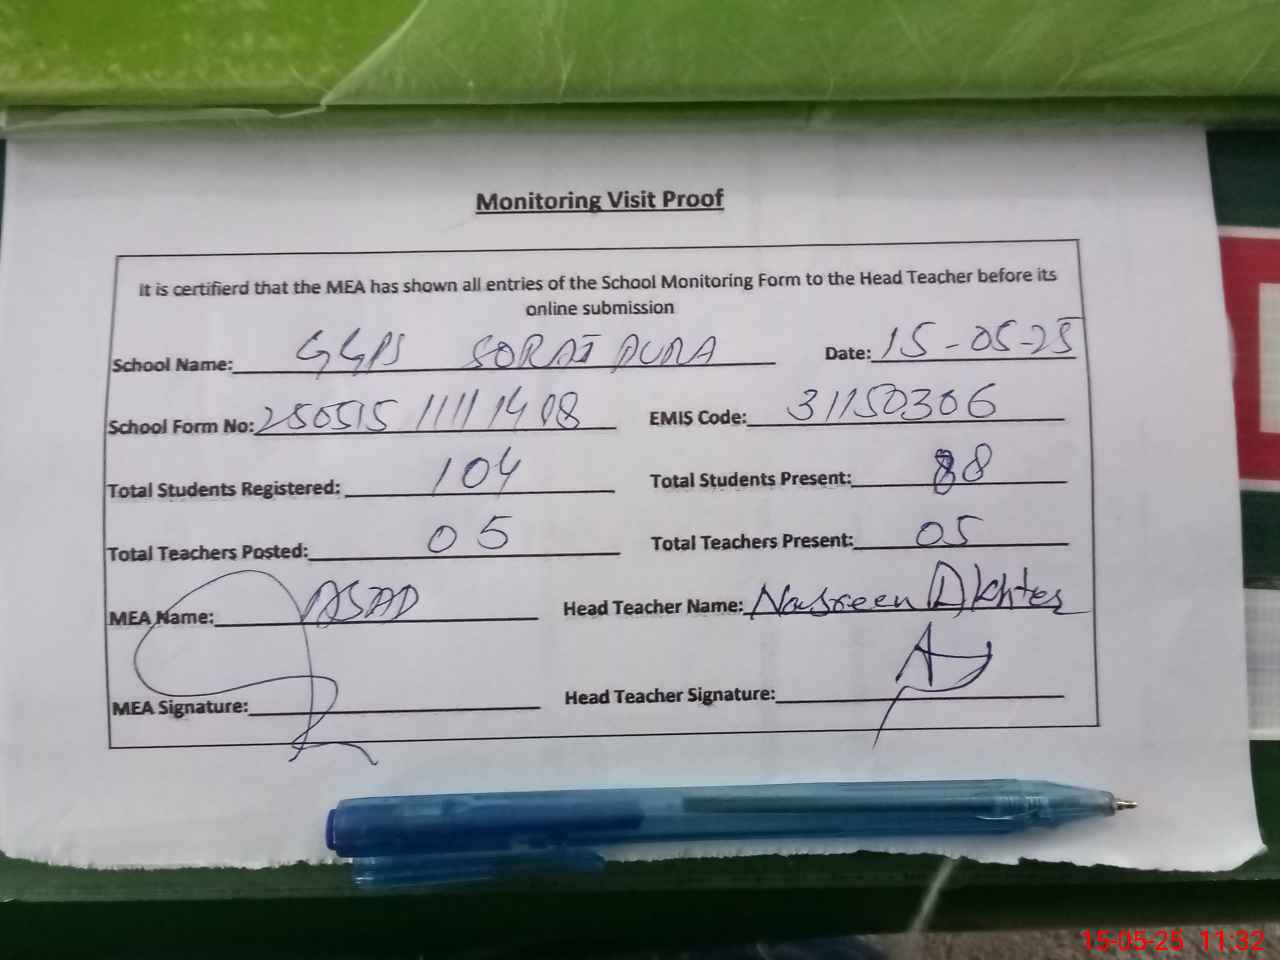 Monitoring Visit Proof
It is certifierd that the MEA has shown all entries of the School Monitoring Form to the Head Teacher before its
online submission
School Name: GGPS SORAJ PURA Date: 15-05-25
School Form No: 250515 11111408 EMIS Code: 31150306
Total Students Registered: 104 Total Students Present: 88
Total Teachers Posted: 05 Total Teachers Present: 05
MEA Name: ASAD Head Teacher Name: Nasreen Akhter
MEA Signature: Head Teacher Signature:
15-05-25 11:32